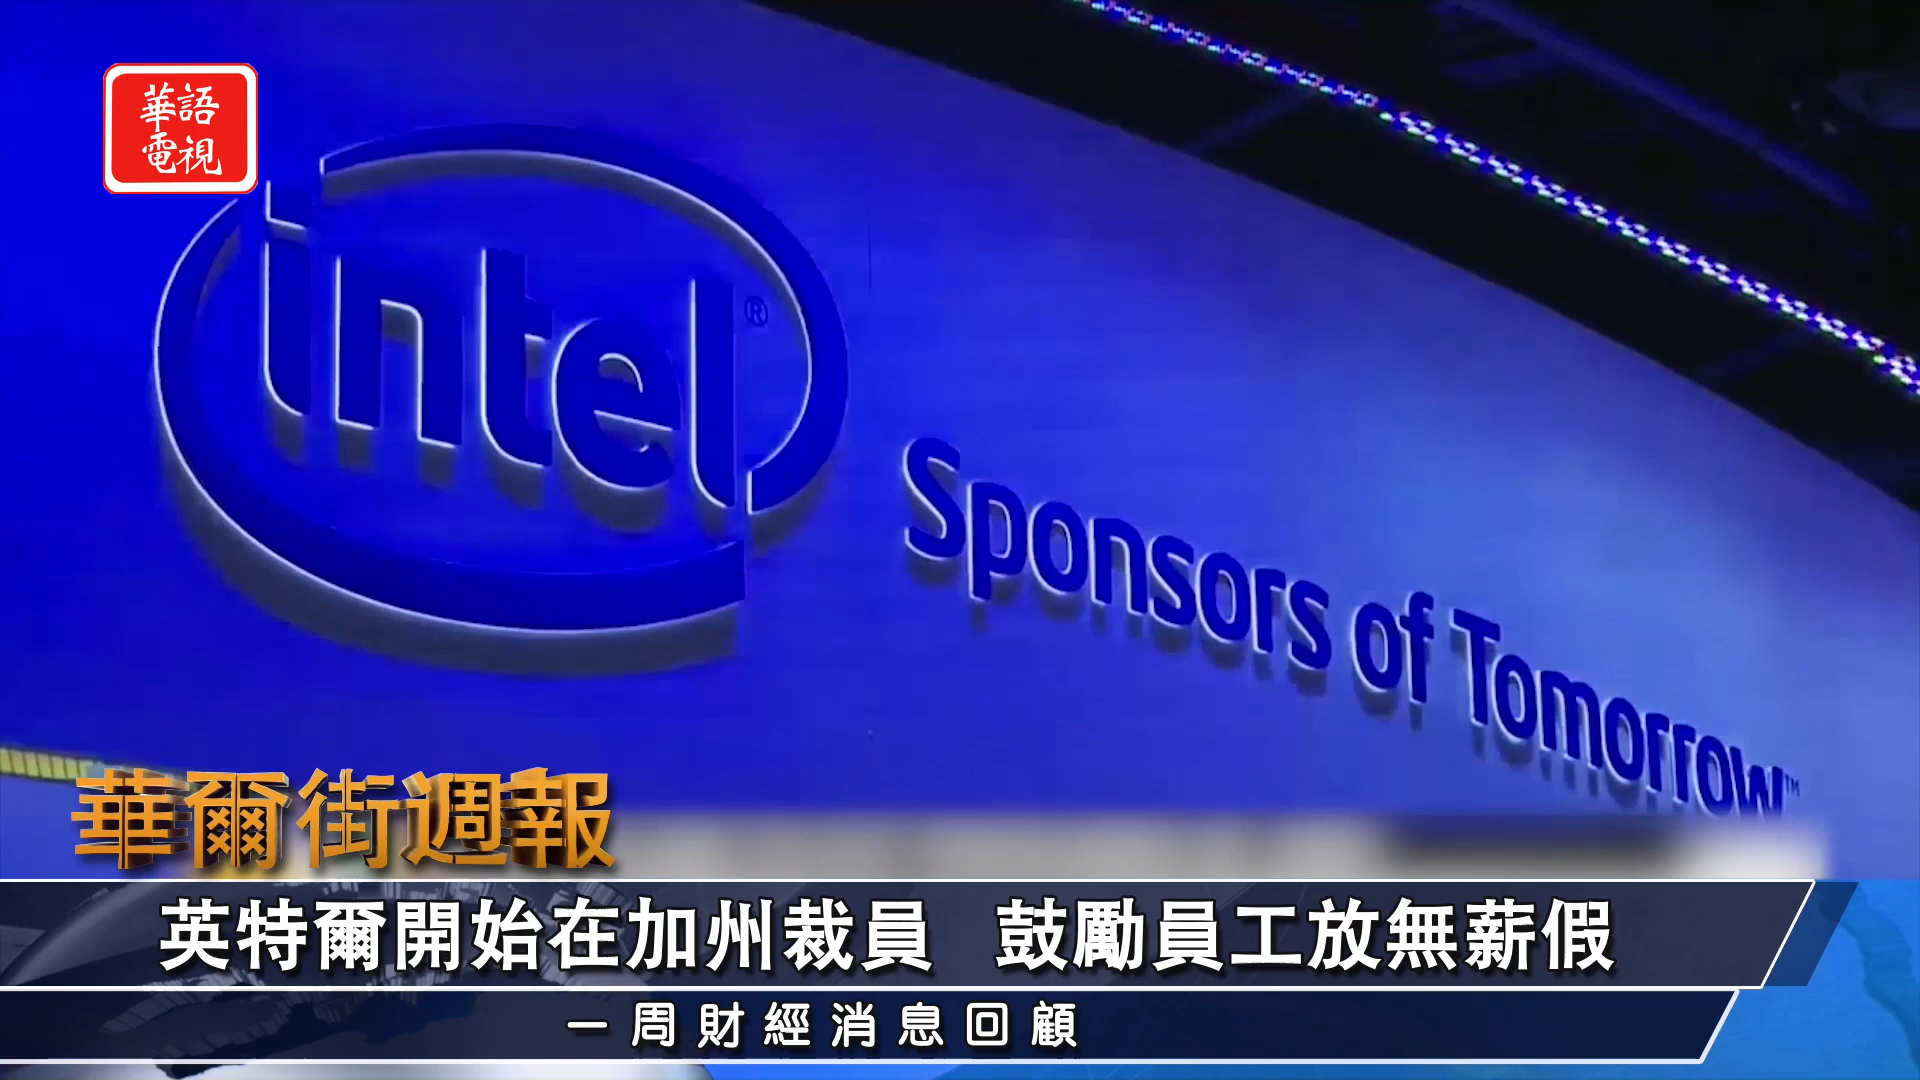 華語
電視
intel®
Sponsors of Tomorrow™
華爾街週報
英特爾開始在加州裁員 鼓勵員工放無薪假
一周財經消息回顧